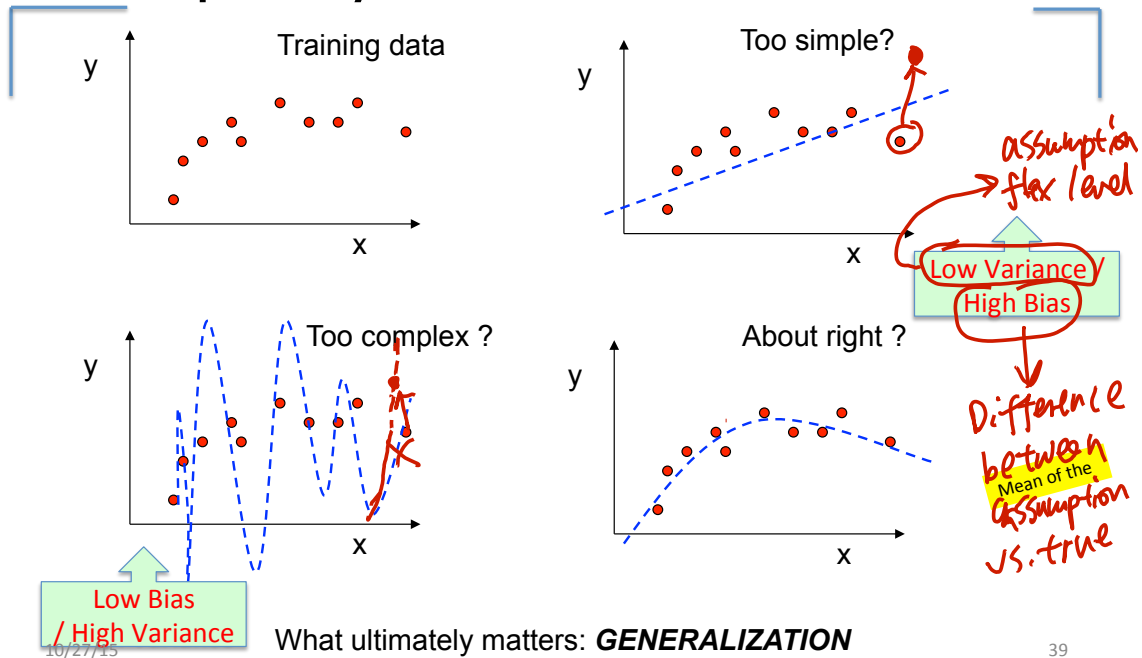 Training data
y
x
Too simple?
y
x
assumption
flex level
Low Variance /
High Bias
Difference
between
Mean of the
assumption
vs. true
Too complex ?
y
x
Low Bias
/ High Variance
About right ?
y
x
What ultimately matters: GENERALIZATION
10/27/15
39